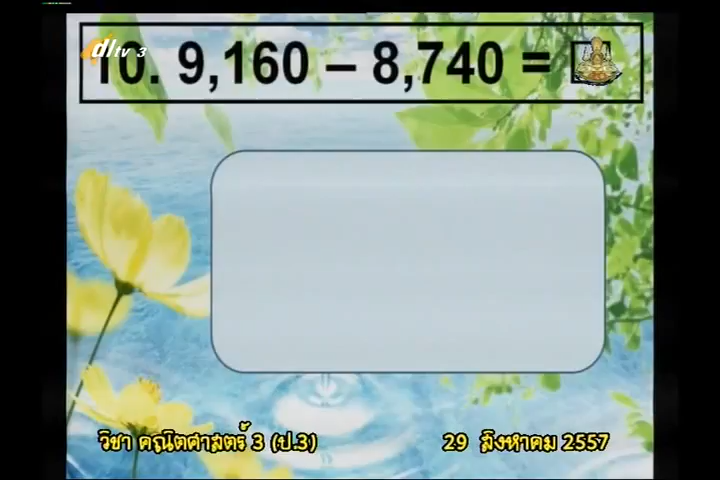 dltv 3
10. 9,160 – 8,740 =
วิชา คณิตศาสตร์ 3 (ป.3)
29 สิงหาคม 2557